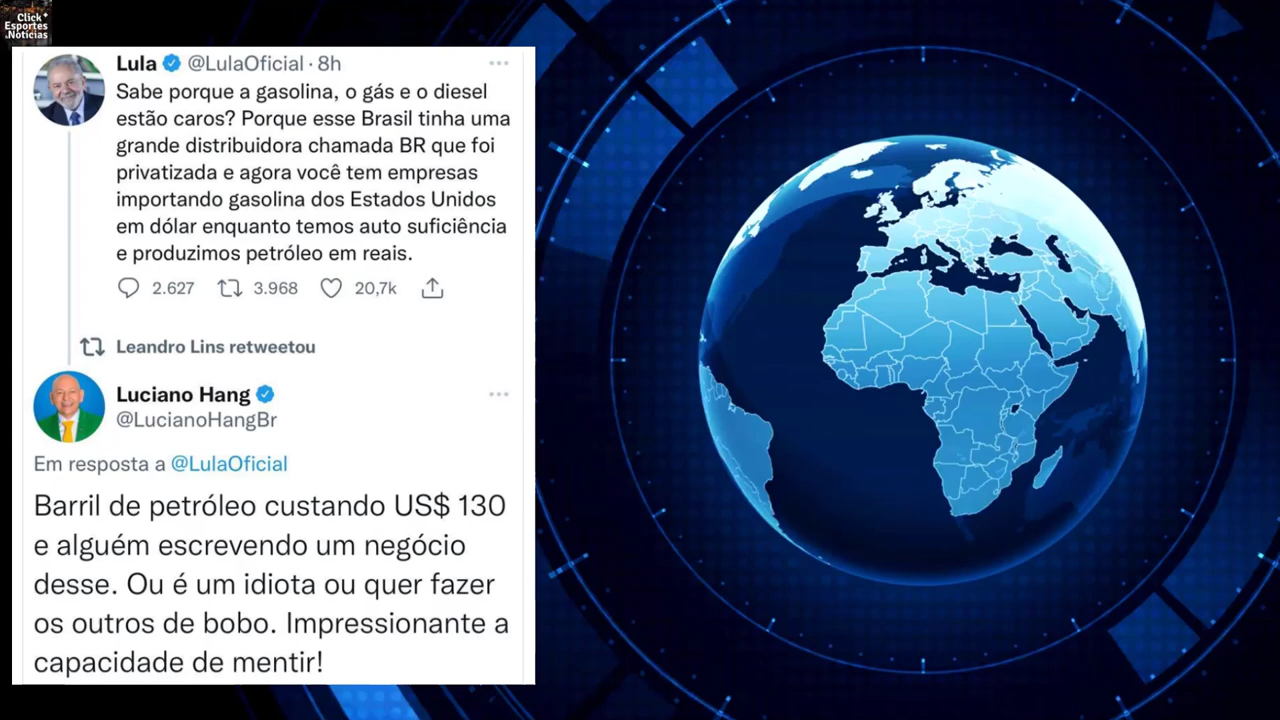 Click
Esportes
Notícias
Lula @LulaOficial · 8h
Sabe porque a gasolina, o gás e o diesel
estão caros? Porque esse Brasil tinha uma
grande distribuidora chamada BR que foi
privatizada e agora você tem empresas
importando gasolina dos Estados Unidos
em dólar enquanto temos auto suficiência
e produzimos petróleo em reais.
2.627 3.968 20,7k
Leandro Lins retweetou
Luciano Hang
@LucianoHangBr
Em resposta a @LulaOficial
Barril de petróleo custando US$ 130
e alguém escrevendo um negócio
desse. Ou é um idiota ou quer fazer
os outros de bobo. Impressionante a
capacidade de mentir!